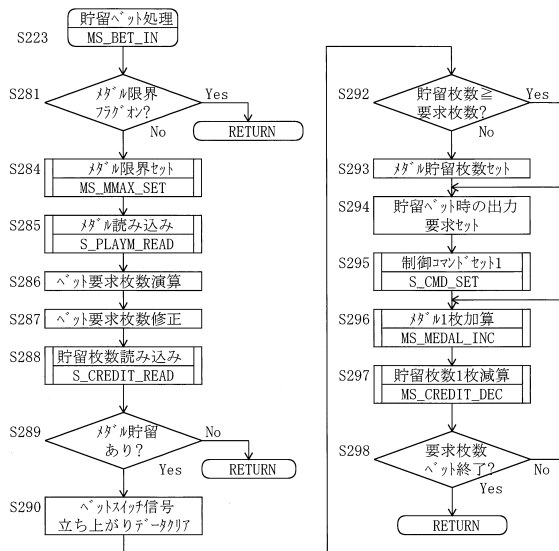 S223
貯留ﾍﾞｯﾄ処理
MS_BET_IN
S281
ﾒﾀﾞﾙ限界
ﾌﾗｸﾞｵﾝ?
Yes
RETURN
No
S284
ﾒﾀﾞﾙ限界ｾｯﾄ
MS_MMAX_SET
S285
ﾒﾀﾞﾙ読み込み
S_PLAYM_READ
S286
ﾍﾞｯﾄ要求枚数演算
S287
ﾍﾞｯﾄ要求枚数修正
S288
貯留枚数読み込み
S_CREDIT_READ
S289
ﾒﾀﾞﾙ貯留
あり?
No
RETURN
Yes
S290
ﾍﾞｯﾄｽｲｯﾁ信号
立ち上がりﾃﾞｰﾀｸﾘｱ
S292
貯留枚数≧
要求枚数?
Yes
No
S293
ﾒﾀﾞﾙ貯留枚数ｾｯﾄ
S294
貯留ﾍﾞｯﾄ時の出力
要求ｾｯﾄ
S295
制御ｺﾏﾝﾄﾞｾｯﾄ1
S_CMD_SET
S296
ﾒﾀﾞﾙ1枚加算
MS_MEDAL_INC
S297
貯留枚数1枚減算
MS_CREDIT_DEC
S298
要求枚数
ﾍﾞｯﾄ終了?
No
Yes
RETURN